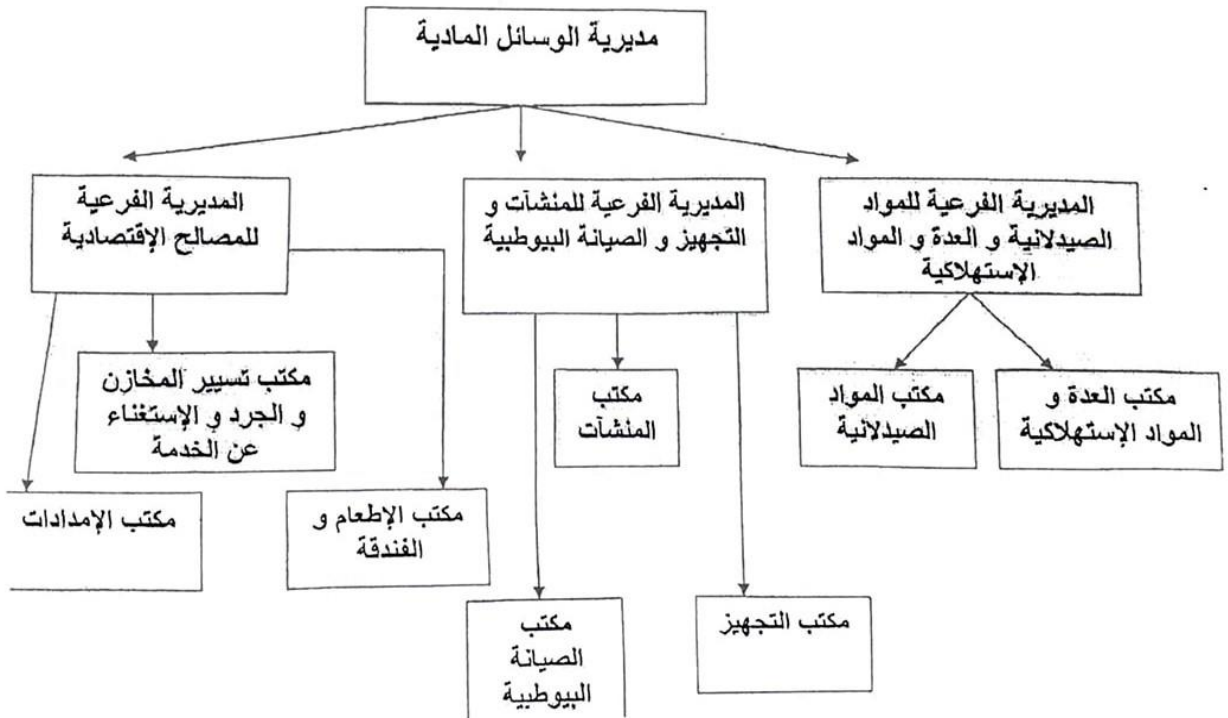 مديرية الوسائل المادية
المديرية الفرعية للمواد
الصيدلانية و العدة و المواد
الإستهلاكية
المديرية الفرعية للمنشآت و
التجهيز و الصيانة البيوطبية
المديرية الفرعية
للمصالح الإقتصادية
مكتب العدة و
المواد الإستهلاكية
مكتب المواد
الصيدلانية
مكتب
المنشآت
مكتب تسيير المخازن
و الجرد و الإستغناء
عن الخدمة
مكتب الإطعام و
الفندقة
مكتب الإمدادات
مكتب التجهيز
مكتب
الصيانة
البيوطبية